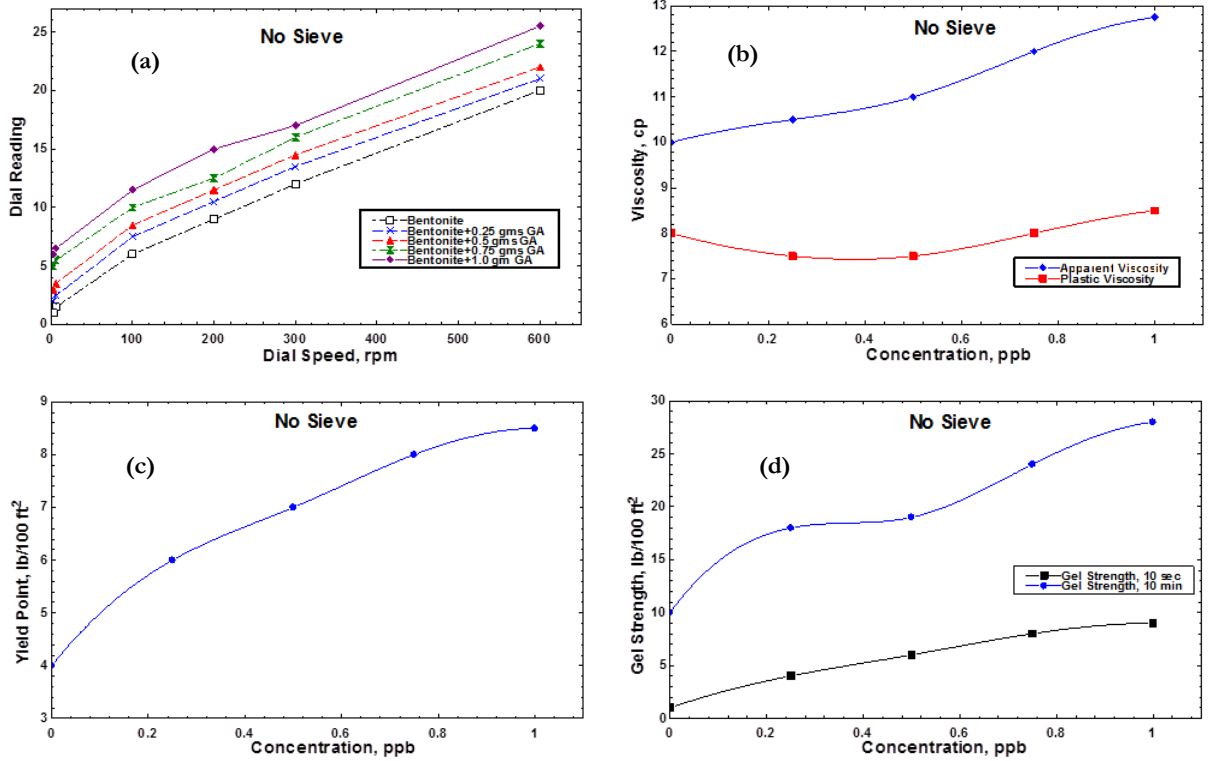 No Sieve
(a)
25
20
15
10
5
0
Dial Reading
Bentonite
Bentonite+0.25 gms GA
Bentonite+0.5 gms GA
Bentonite+0.75 gms GA
Bentonite+1.0 gm GA
0 100 200 300 400 500 600
Dial Speed, rpm
No Sieve
(b)
13
12
11
10
9
8
7
6
Viscosity, cp
Apparent Viscosity
Plastic Viscosity
0 0.2 0.4 0.6 0.8 1
Concentration, ppb
No Sieve
(c)
9
8
7
6
5
4
3
Yield Point, lb/100 ft²
0 0.2 0.4 0.6 0.8 1
Concentration, ppb
No Sieve
(d)
30
25
20
15
10
5
0
Gel Strength, lb/100 ft²
Gel Strength, 10 sec
Gel Strength, 10 min
0 0.2 0.4 0.6 0.8 1
Concentration, ppb